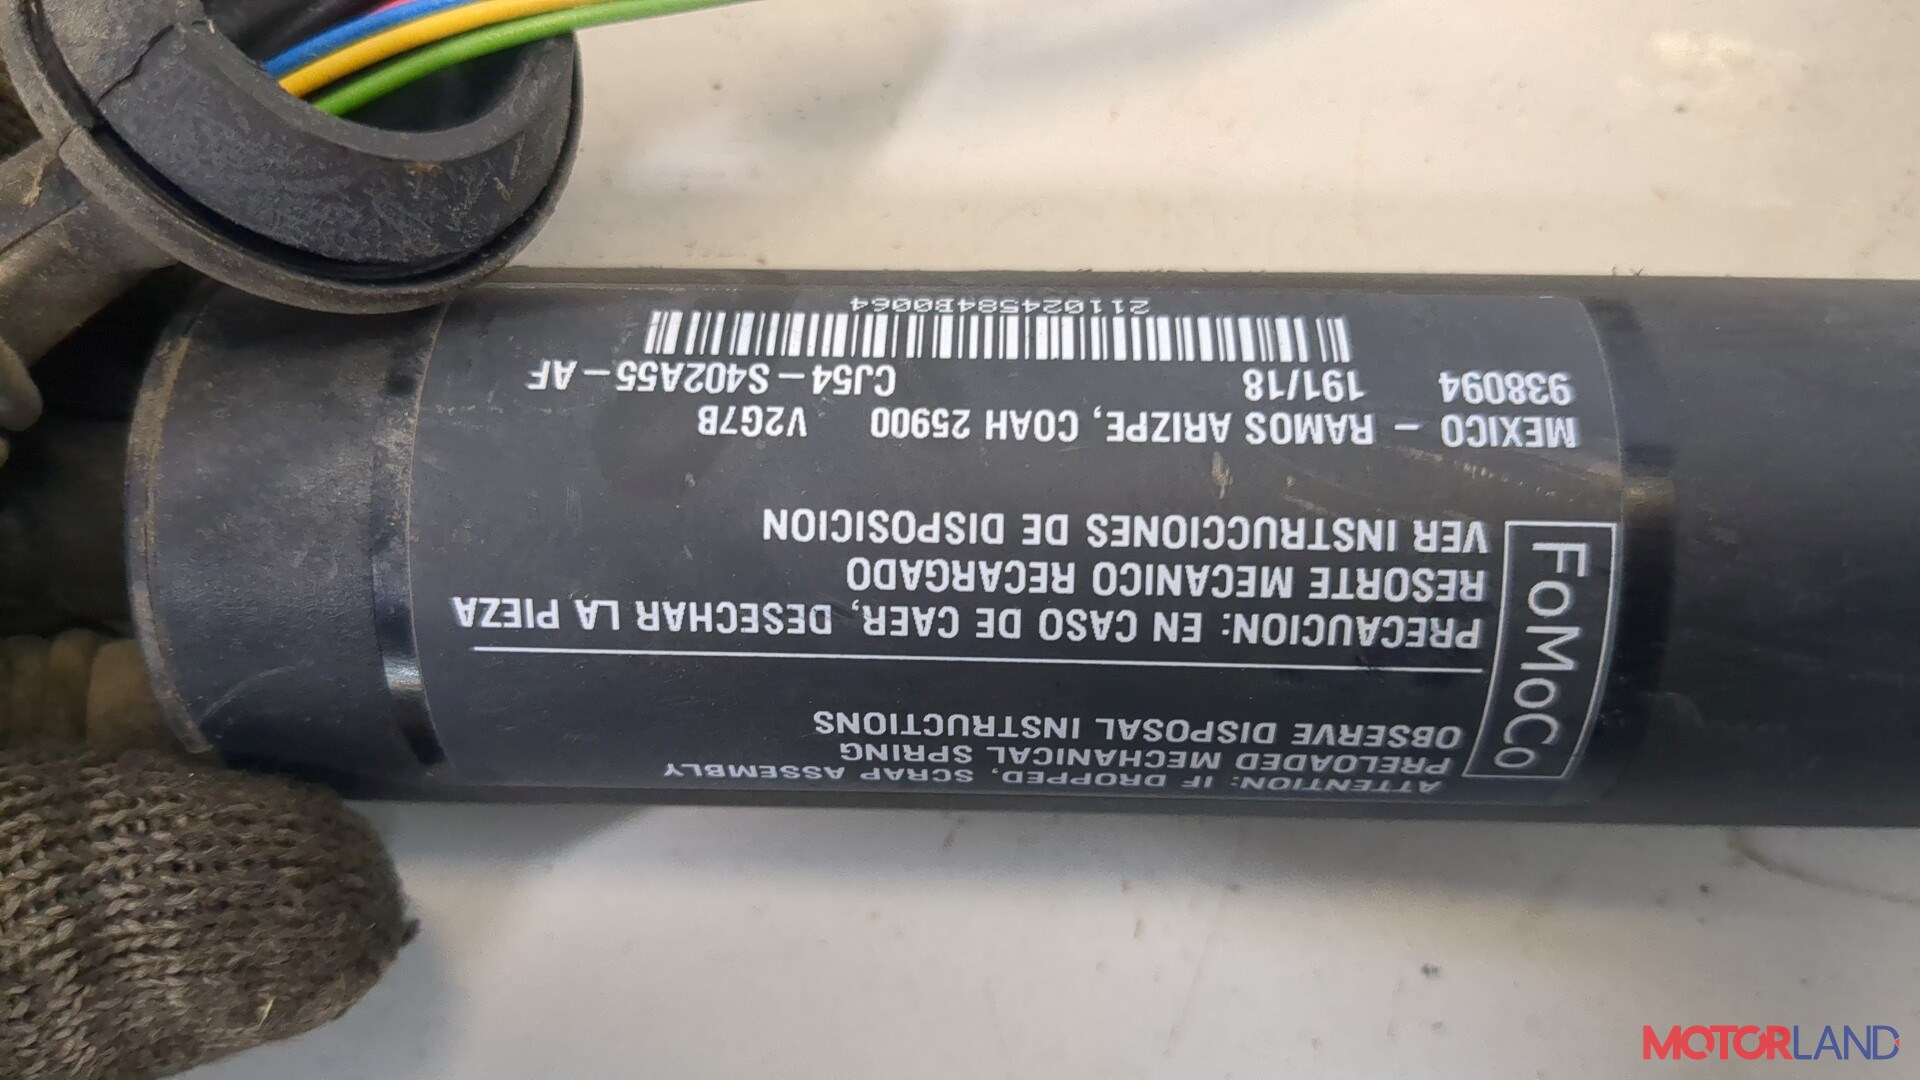 FoMoCo
ATTENTION: IF DROPPED, SCRAP ASSEMBLY
PRELOADED MECHANICAL SPRING
OBSERVE DISPOSAL INSTRUCTIONS
PRECAUCION: EN CASO DE CAER, DESECHAR LA PIEZA
RESORTE MECANICO RECARGADO
VER INSTRUCCIONES DE DISPOSICION
MEXICO - RAMOS ARIZPE, COAH 25900 V2G7B
938094 191/18 CJ54-S402A55-AF
211024584B0064
MOTORLAND